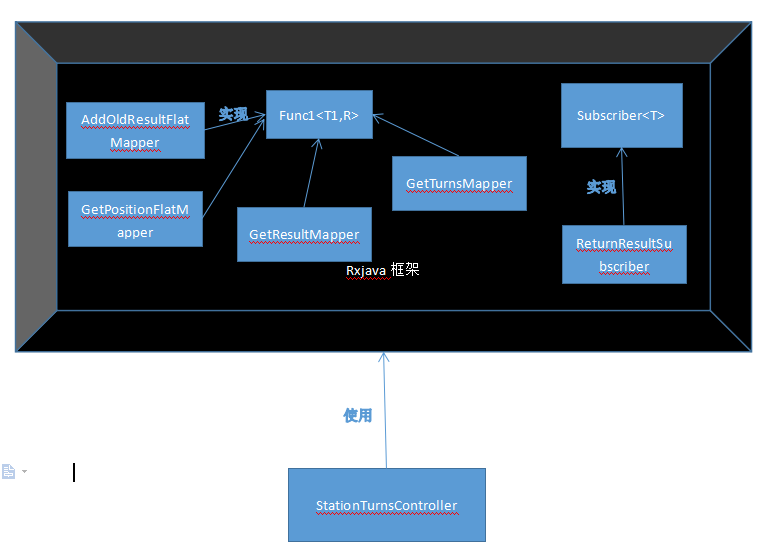 AddOldResultFlat
Mapper
实现
Func1<T1,R>
Subscriber<T>
GetTurnsMapper
实现
GetPositionFlatM
apper
GetResultMapper
ReturnResultSu
bscriber
Rxjava 框架
使用
StationTurnsController